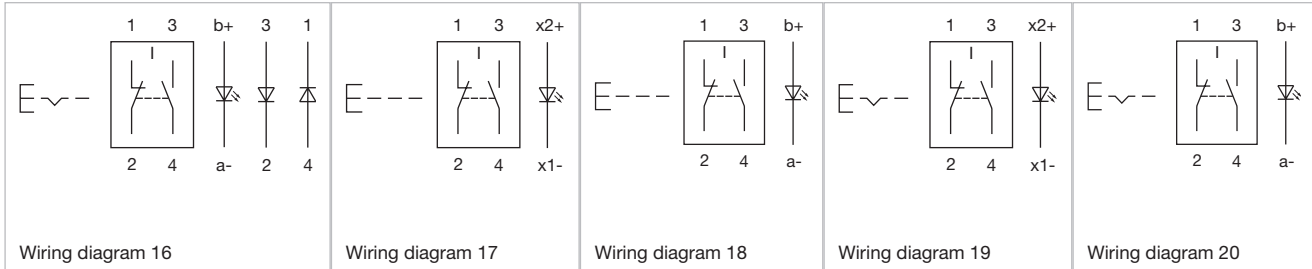 1 3 b+ 3 1
2 4 a- 2 4
Wiring diagram 16
1 3 x2+
2 4 x1-
Wiring diagram 17
1 3 b+
2 4 a-
Wiring diagram 18
1 3 x2+
2 4 x1-
Wiring diagram 19
1 3 b+
2 4 a-
Wiring diagram 20